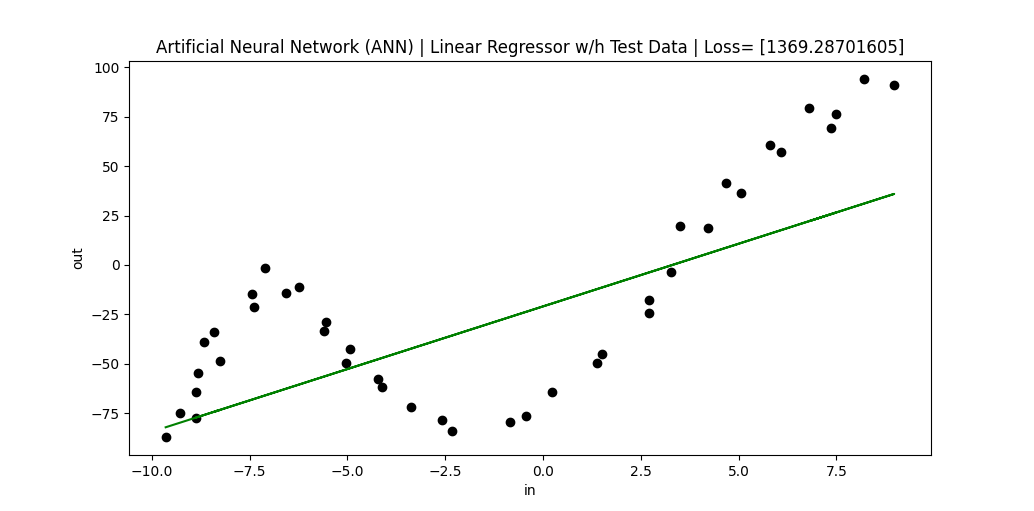 Artificial Neural Network (ANN) | Linear Regressor w/h Test Data | Loss= [1369.28701605]
100
75
50
25
0
−25
−50
−75
out
−10.0 −7.5 −5.0 −2.5 0.0 2.5 5.0 7.5
in